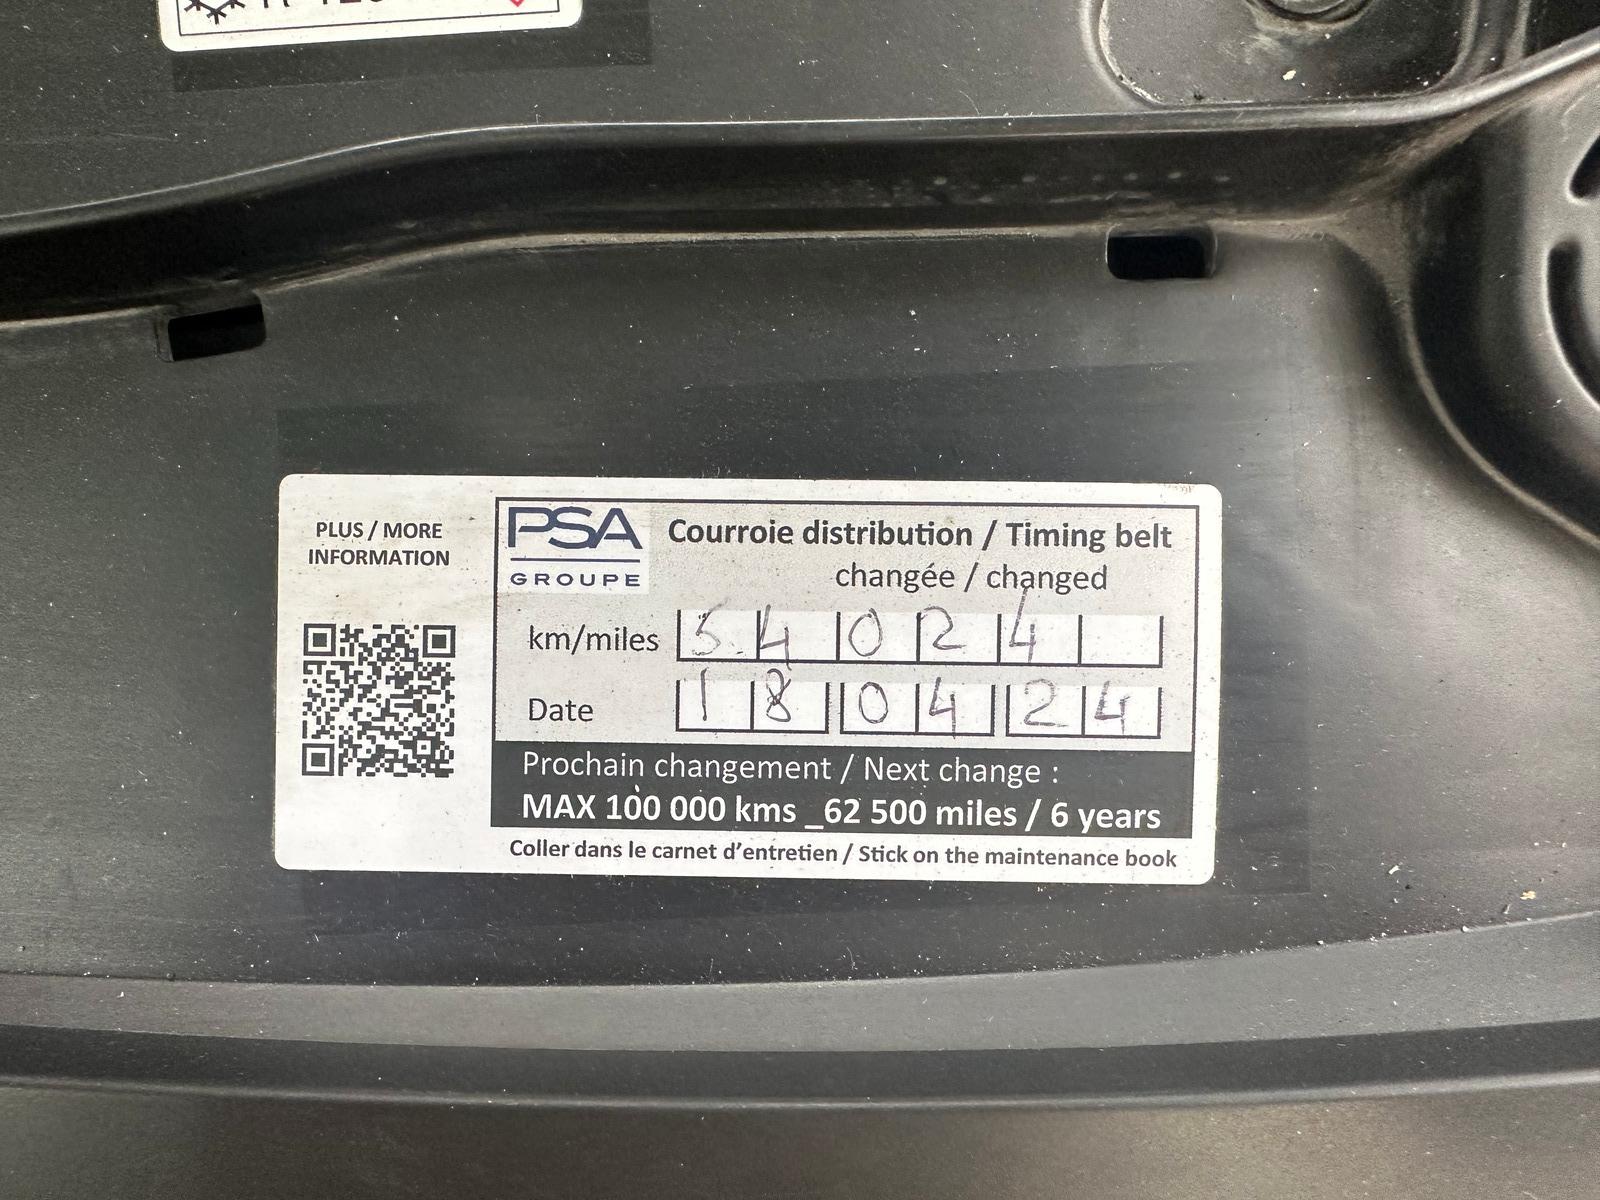 PLUS / MORE
INFORMATION
PSA
GROUPE
Courroie distribution / Timing belt
changée / changed
km/miles 54024
Date 18 04 24
Prochain changement / Next change :
MAX 100 000 kms _62 500 miles / 6 years
Coller dans le carnet d'entretien / Stick on the maintenance book